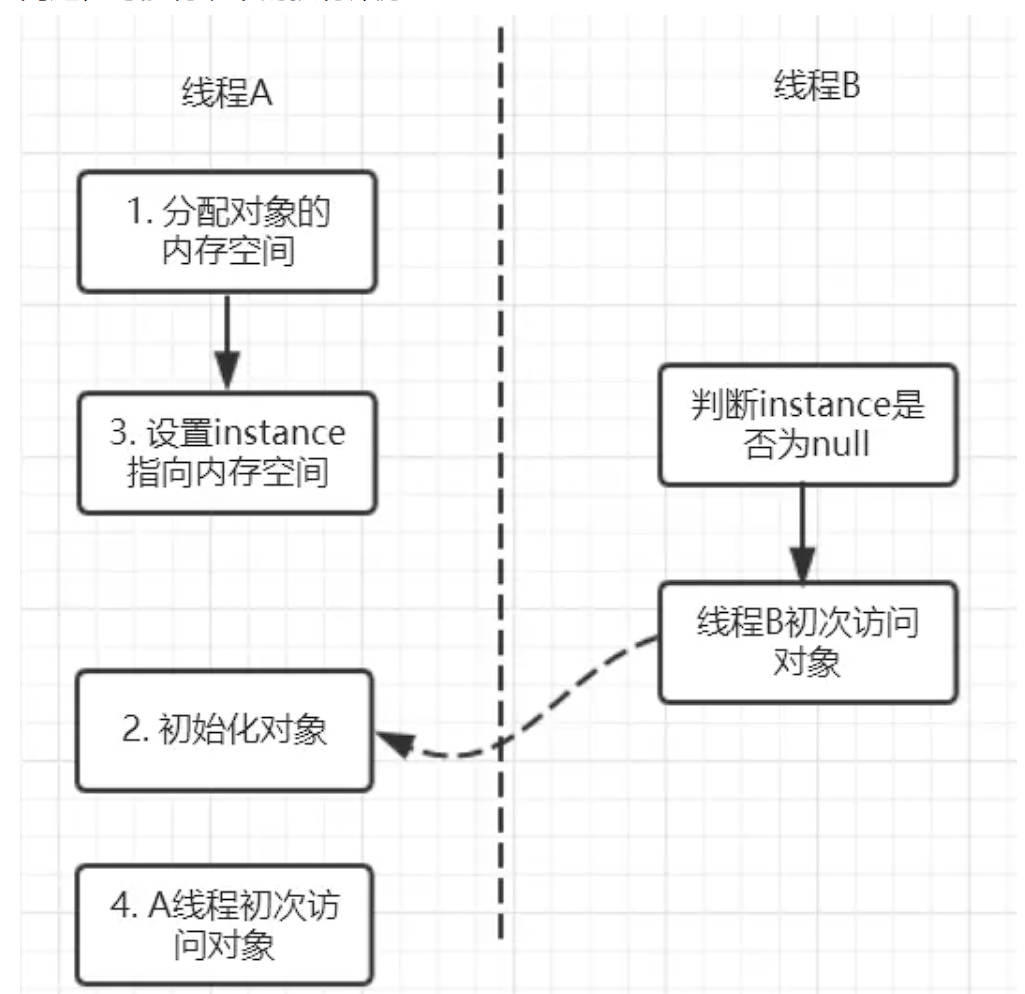 线程A
线程B
1. 分配对象的
内存空间
3. 设置instance
指向内存空间
判断instance是
否为null
线程B初次访问
对象
2. 初始化对象
4. A线程初次访
问对象